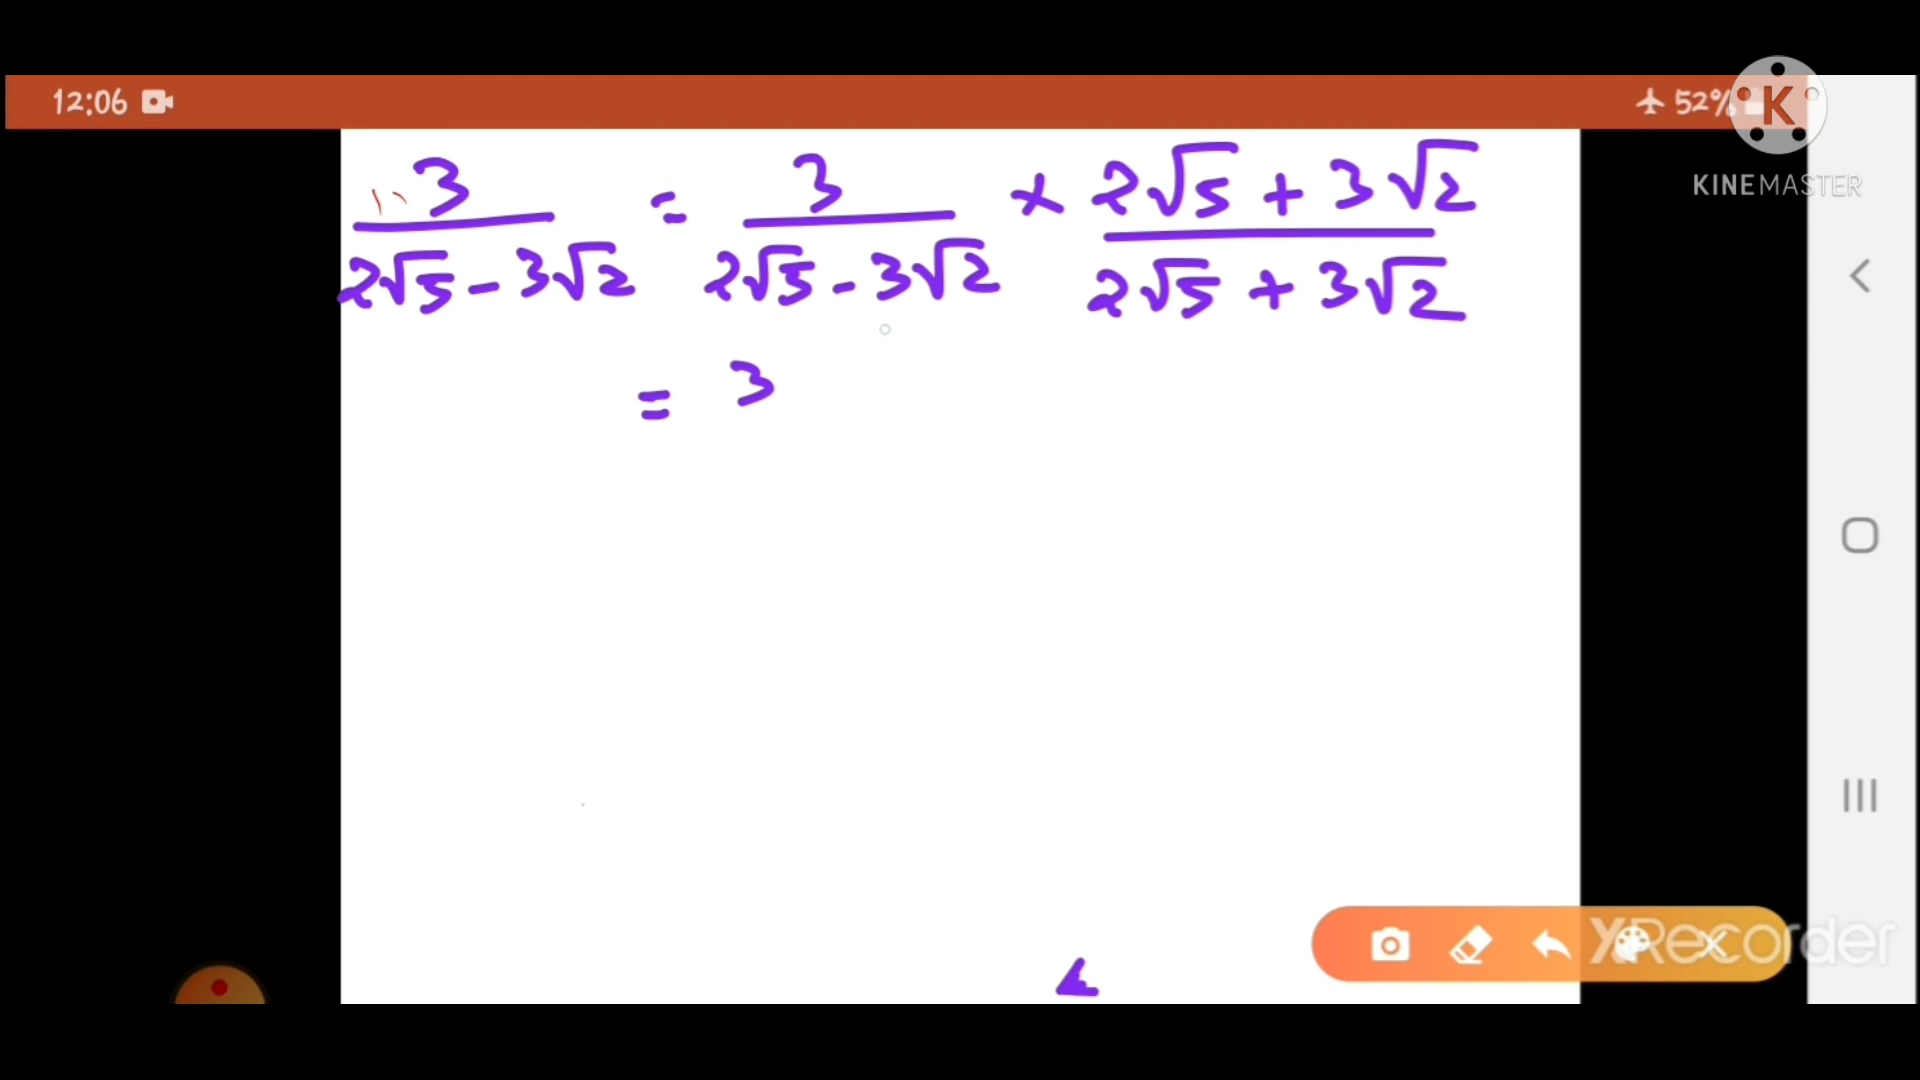 12:06 52%
K
KINEMASTER
3/(2√5 - 3√2) = 3/(2√5 - 3√2) × (2√5 + 3√2)/(2√5 + 3√2)
= 3
XRecorder